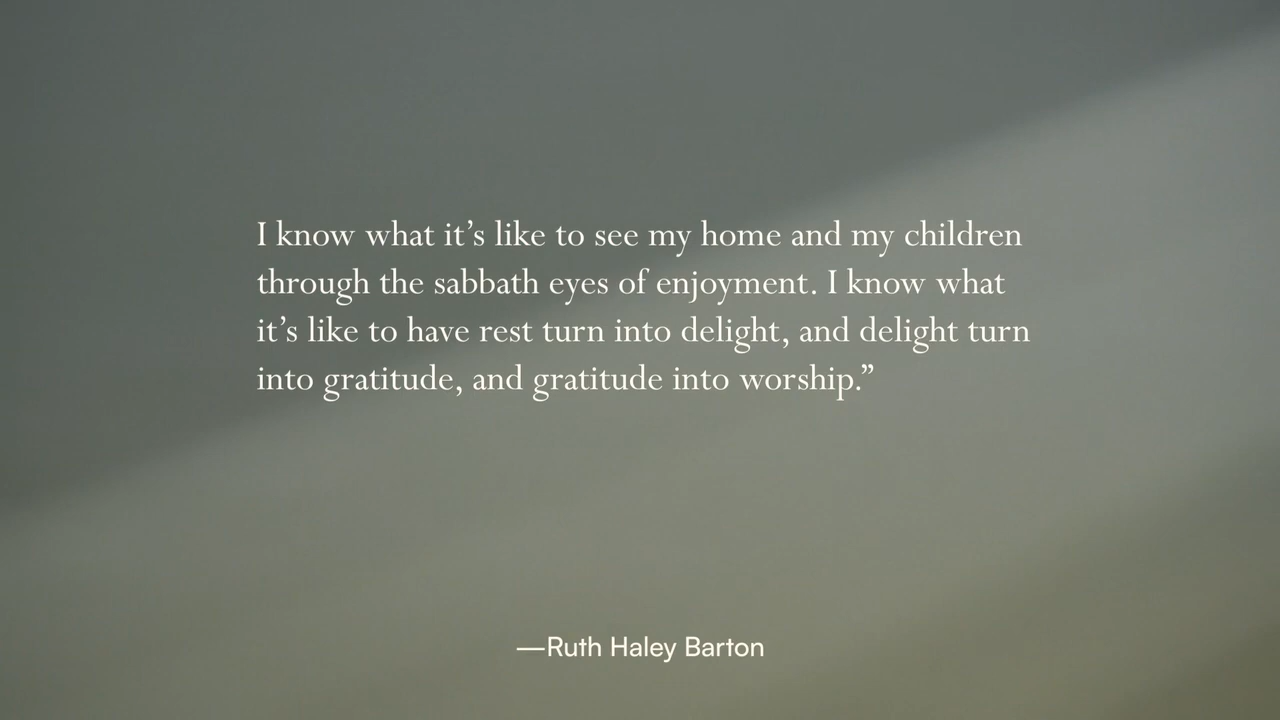 I know what it’s like to see my home and my children
through the sabbath eyes of enjoyment. I know what
it’s like to have rest turn into delight, and delight turn
into gratitude, and gratitude into worship.”
—Ruth Haley Barton